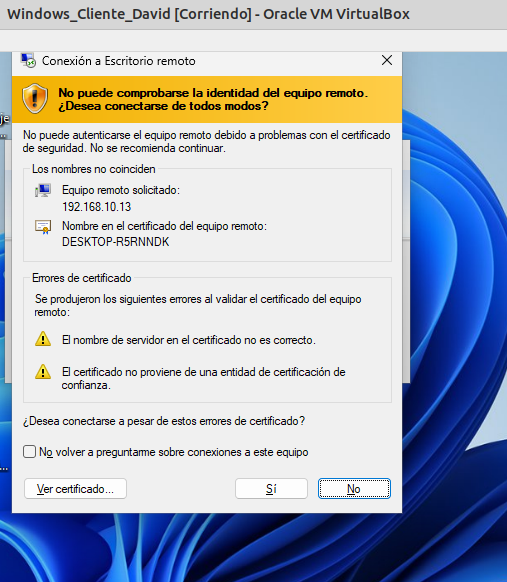 Windows_Cliente_David [Corriendo] - Oracle VM VirtualBox
Conexión a Escritorio remoto
No puede comprobarse la identidad del equipo remoto.
¿Desea conectarse de todos modos?
No puede autenticarse el equipo remoto debido a problemas con el certificado
de seguridad. No se recomienda continuar.
Los nombres no coinciden
Equipo remoto solicitado:
192.168.10.13
Nombre en el certificado del equipo remoto:
DESKTOP-R5RNNDK
Errores de certificado
Se produjeron los siguientes errores al validar el certificado del equipo
remoto:
El nombre de servidor en el certificado no es correcto.
El certificado no proviene de una entidad de certificación de
confianza.
¿Desea conectarse a pesar de estos errores de certificado?
No volver a preguntarme sobre conexiones a este equipo
Ver certificado...
Sí
No